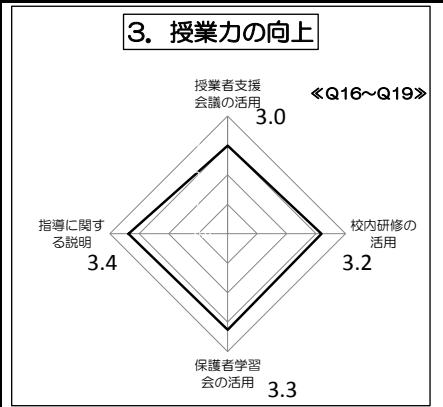 3．授業力の向上
≪Q16～Q19≫
授業者支援
会議の活用
3.0
校内研修の
活用
3.2
保護者学習
会の活用
3.3
指導に関す
る説明
3.4